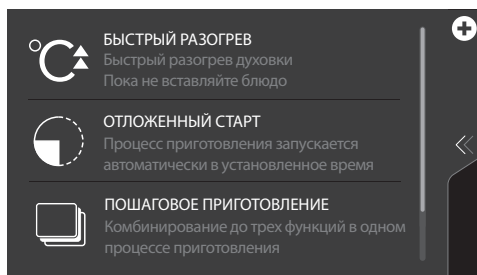 БЫСТРЫЙ РАЗОГРЕВ
Быстрый разогрев духовки
Пока не вставляйте блюдо
ОТЛОЖЕННЫЙ СТАРТ
Процесс приготовления запускается
автоматически в установленное время
ПОШАГОВОЕ ПРИГОТОВЛЕНИЕ
Комбинирование до трех функций в одном
процессе приготовления